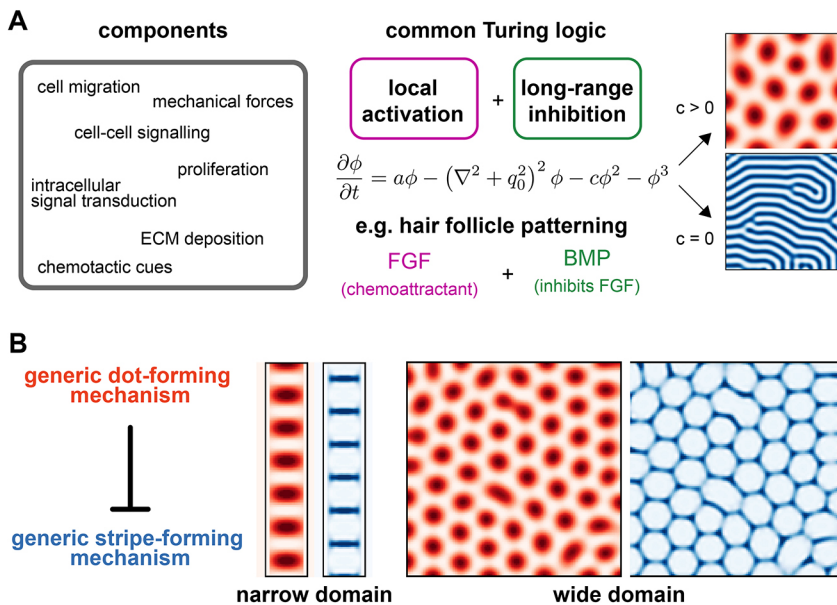 A
components
cell migration
mechanical forces
cell-cell signalling
proliferation
intracellular
signal transduction
ECM deposition
chemotactic cues
common Turing logic
local
activation
+
long-range
inhibition
∂ϕ/∂t = aϕ − (∇² + q₀²)² ϕ − cϕ² − ϕ³
c > 0
c = 0
e.g. hair follicle patterning
FGF
(chemoattractant)
+
BMP
(inhibits FGF)
B
generic dot-forming
mechanism
generic stripe-forming
mechanism
narrow domain
wide domain